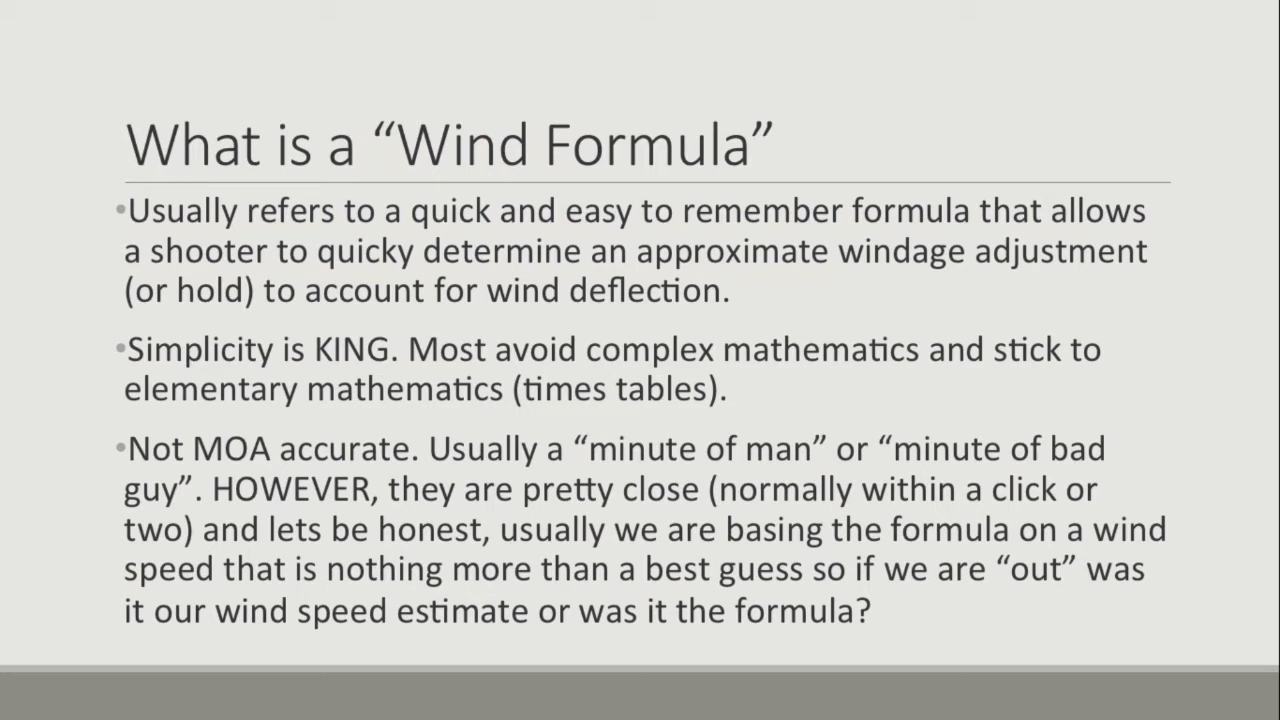 What is a “Wind Formula”
•Usually refers to a quick and easy to remember formula that allows
a shooter to quicky determine an approximate windage adjustment
(or hold) to account for wind deflection.
•Simplicity is KING. Most avoid complex mathematics and stick to
elementary mathematics (times tables).
•Not MOA accurate. Usually a “minute of man” or “minute of bad
guy”. HOWEVER, they are pretty close (normally within a click or
two) and lets be honest, usually we are basing the formula on a wind
speed that is nothing more than a best guess so if we are “out” was
it our wind speed estimate or was it the formula?